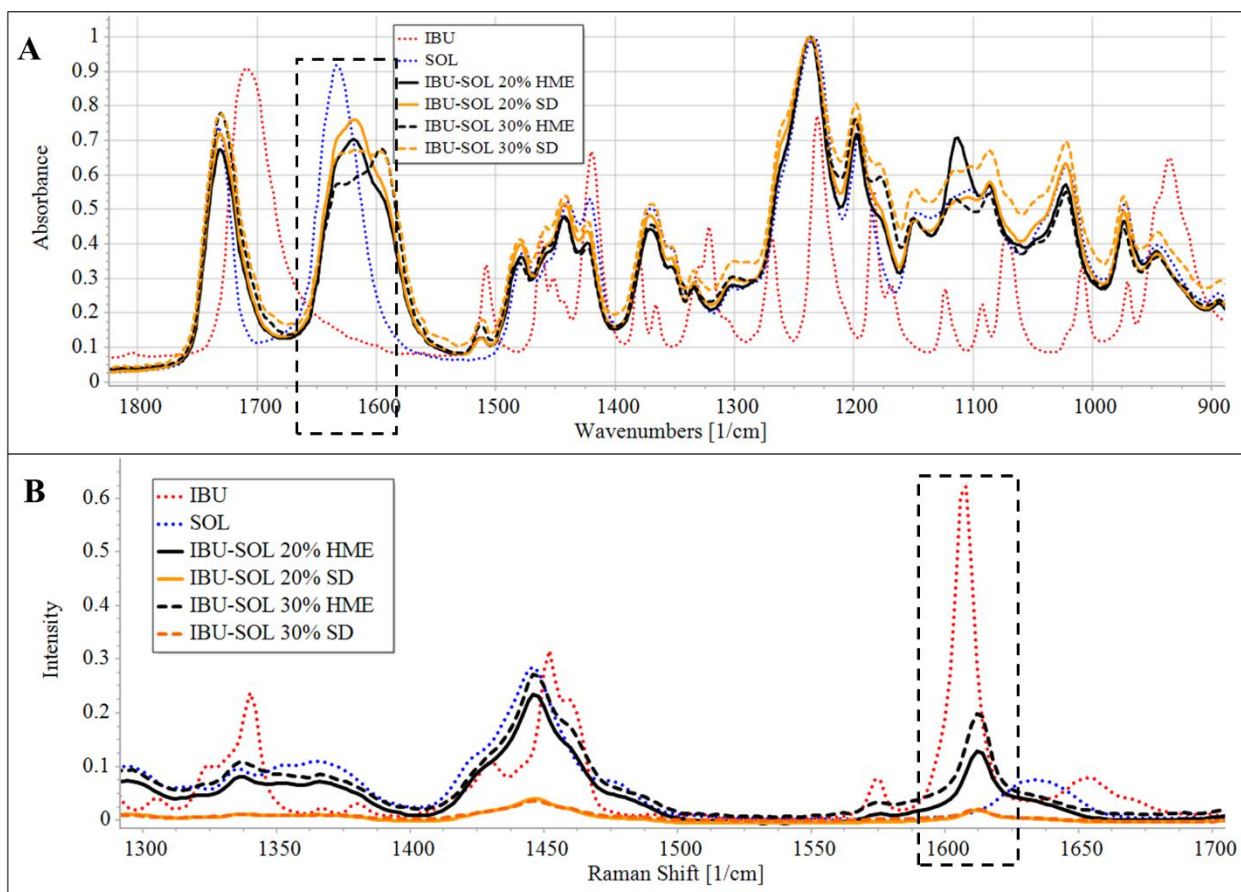 A
IBU
SOL
IBU-SOL 20% HME
IBU-SOL 20% SD
IBU-SOL 30% HME
IBU-SOL 30% SD
Absorbance
1
0.9
0.8
0.7
0.6
0.5
0.4
0.3
0.2
0.1
0
1800 1700 1600 1500 1400 1300 1200 1100 1000 900
Wavenumbers [1/cm]
B
IBU
SOL
IBU-SOL 20% HME
IBU-SOL 20% SD
IBU-SOL 30% HME
IBU-SOL 30% SD
Intensity
0.6
0.5
0.4
0.3
0.2
0.1
0
1300 1350 1400 1450 1500 1550 1600 1650 1700
Raman Shift [1/cm]